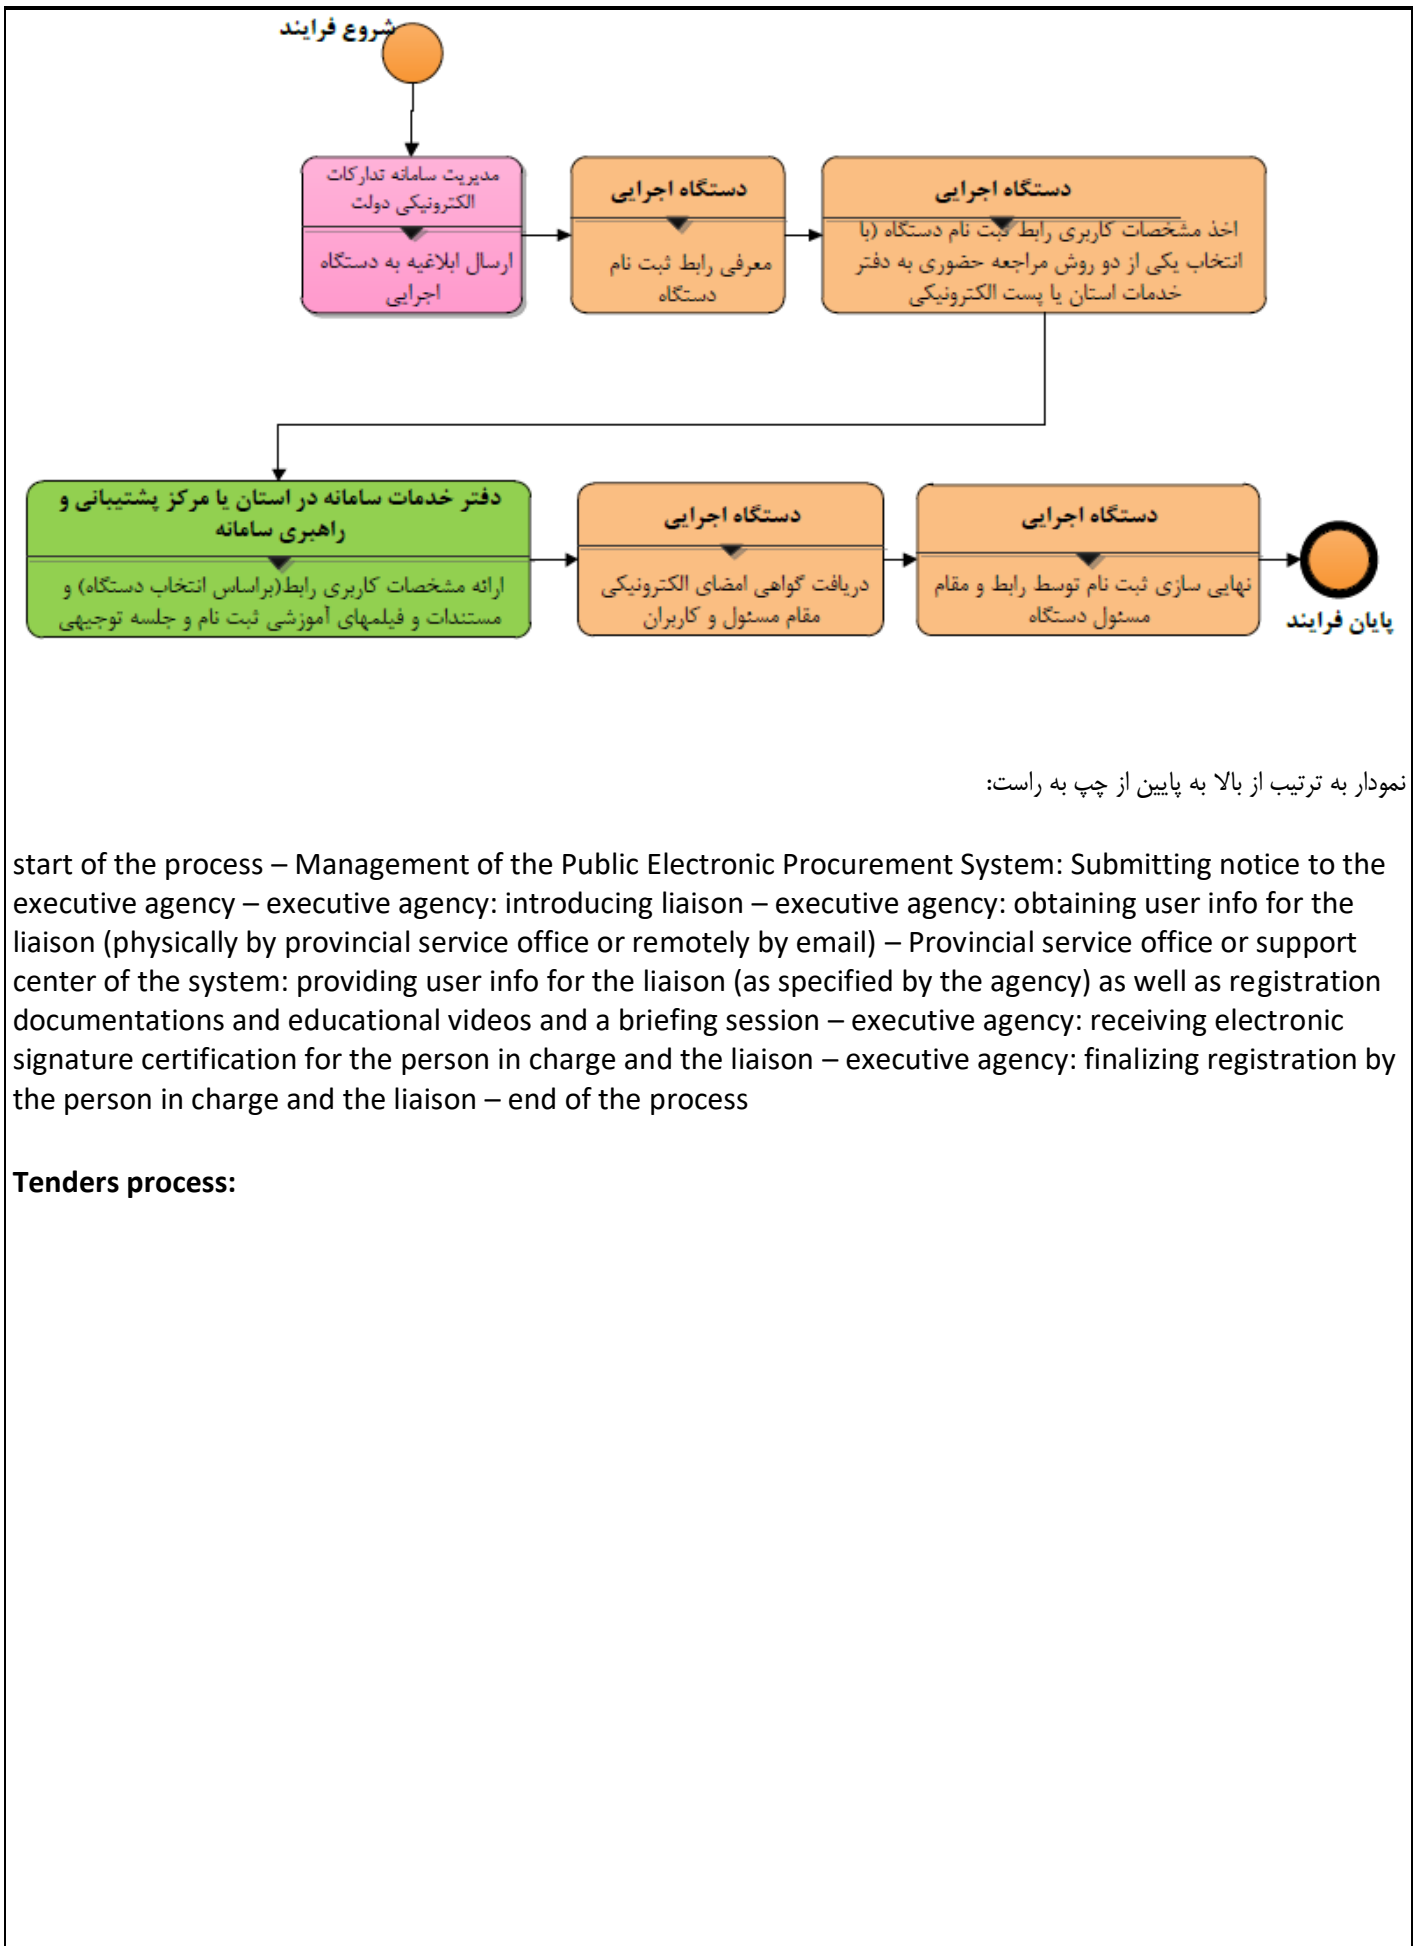 شروع فرایند
مدیریت سامانه تدارکات
الکترونیکی دولت
ارسال ابلاغیه به دستگاه
اجرایی
دستگاه اجرایی
معرفی رابط ثبت نام
دستگاه
دستگاه اجرایی
اخذ مشخصات کاربری رابط ثبت نام دستگاه (با
انتخاب یکی از دو روش مراجعه حضوری به دفتر
خدمات استان یا پست الکترونیکی
دفتر خدمات سامانه در استان یا مرکز پشتیبانی و
راهبری سامانه
ارائه مشخصات کاربری رابط(براساس انتخاب دستگاه) و
مستندات و فیلمهای آموزشی ثبت نام و جلسه توجیهی
دستگاه اجرایی
دریافت گواهی امضای الکترونیکی
مقام مسئول و کاربران
دستگاه اجرایی
نهایی سازی ثبت نام توسط رابط و مقام
مسئول دستگاه
پایان فرایند
نمودار به ترتیب از بالا به پایین از چپ به راست:
start of the process – Management of the Public Electronic Procurement System: Submitting notice to the
executive agency – executive agency: introducing liaison – executive agency: obtaining user info for the
liaison (physically by provincial service office or remotely by email) – Provincial service office or support
center of the system: providing user info for the liaison (as specified by the agency) as well as registration
documentations and educational videos and a briefing session – executive agency: receiving electronic
signature certification for the person in charge and the liaison – executive agency: finalizing registration by
the person in charge and the liaison – end of the process
Tenders process: